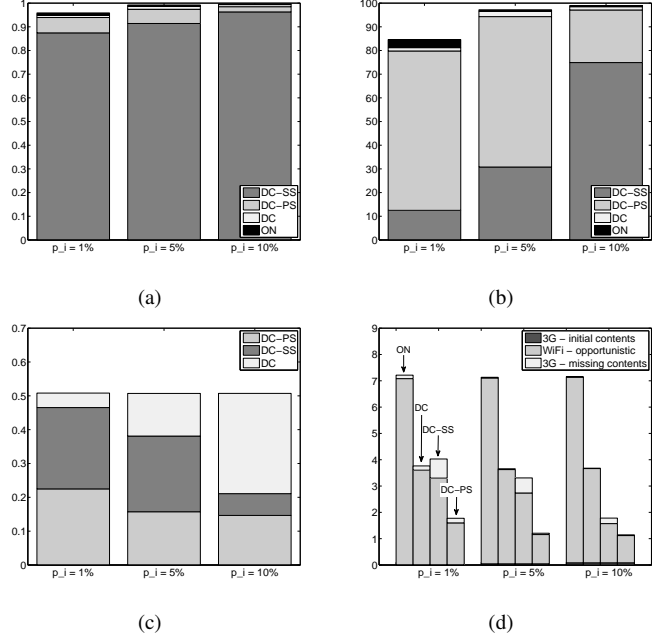 1
0.9
0.8
0.7
0.6
0.5
0.4
0.3
0.2
0.1
0
DC−SS
DC−PS
DC
ON
p_i = 1% p_i = 5% p_i = 10%
(a)
100
90
80
70
60
50
40
30
20
10
0
DC−SS
DC−PS
DC
ON
p_i = 1% p_i = 5% p_i = 10%
(b)
0.7
0.6
0.5
0.4
0.3
0.2
0.1
0
DC−PS
DC−SS
DC
p_i = 1% p_i = 5% p_i = 10%
(c)
9
8
7
6
5
4
3
2
1
0
3G − initial contents
WiFi − opportunistic
3G − missing contents
ON
DC
DC−SS
DC−PS
p_i = 1% p_i = 5% p_i = 10%
(d)